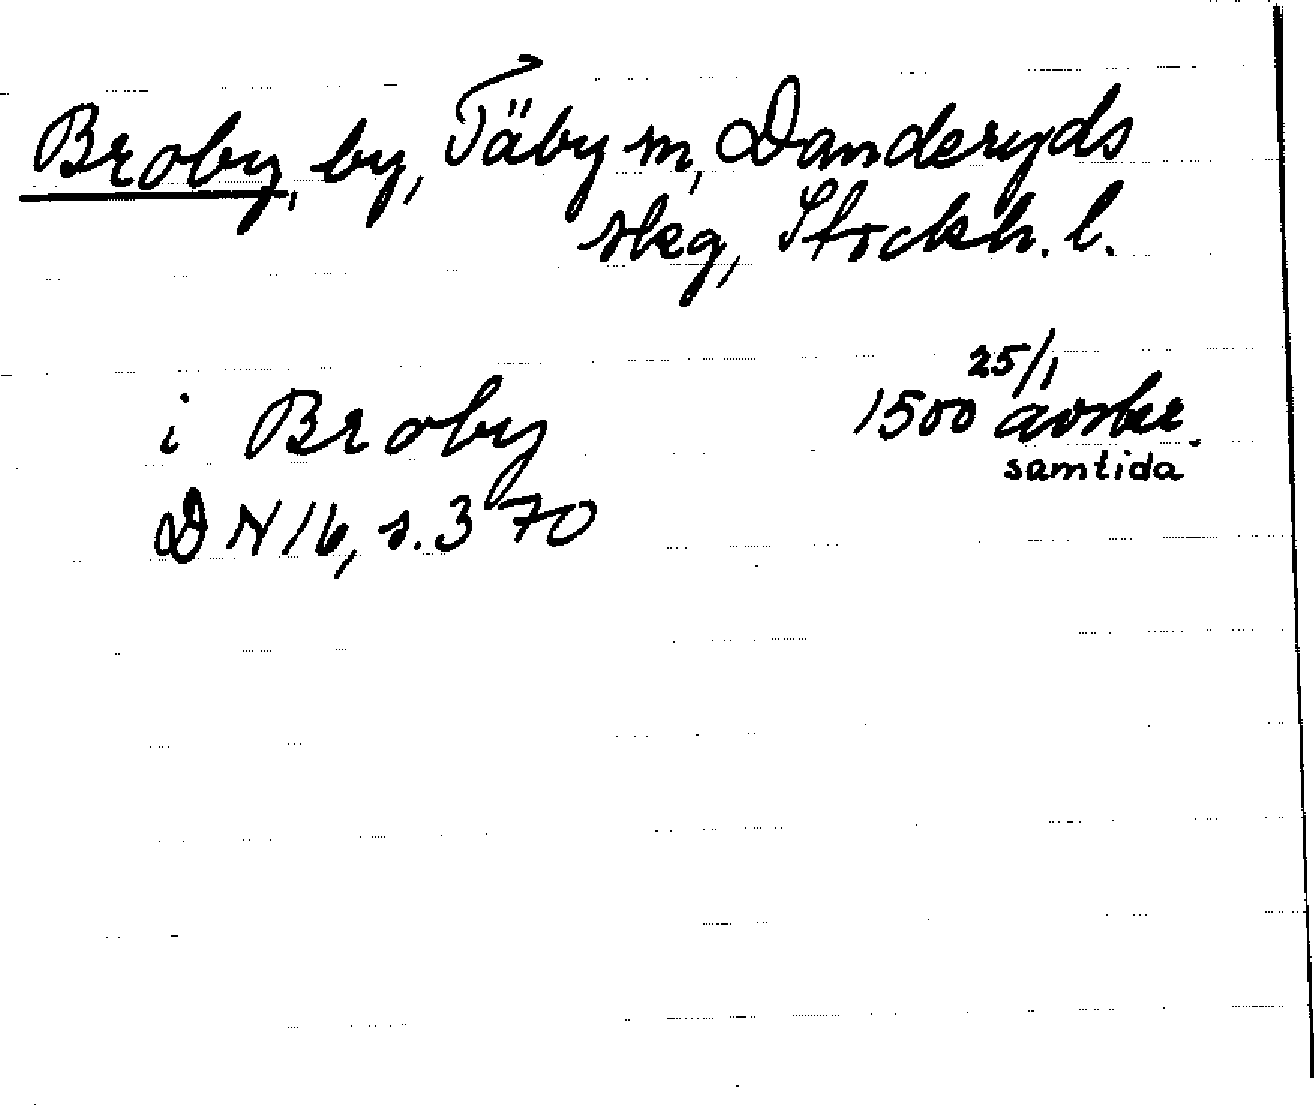 Broby, by, Täby sn, Danderyds
skg, Stockh. l.
i Broby 1500 25/1 avskr.
samtida
DN 16, s. 370